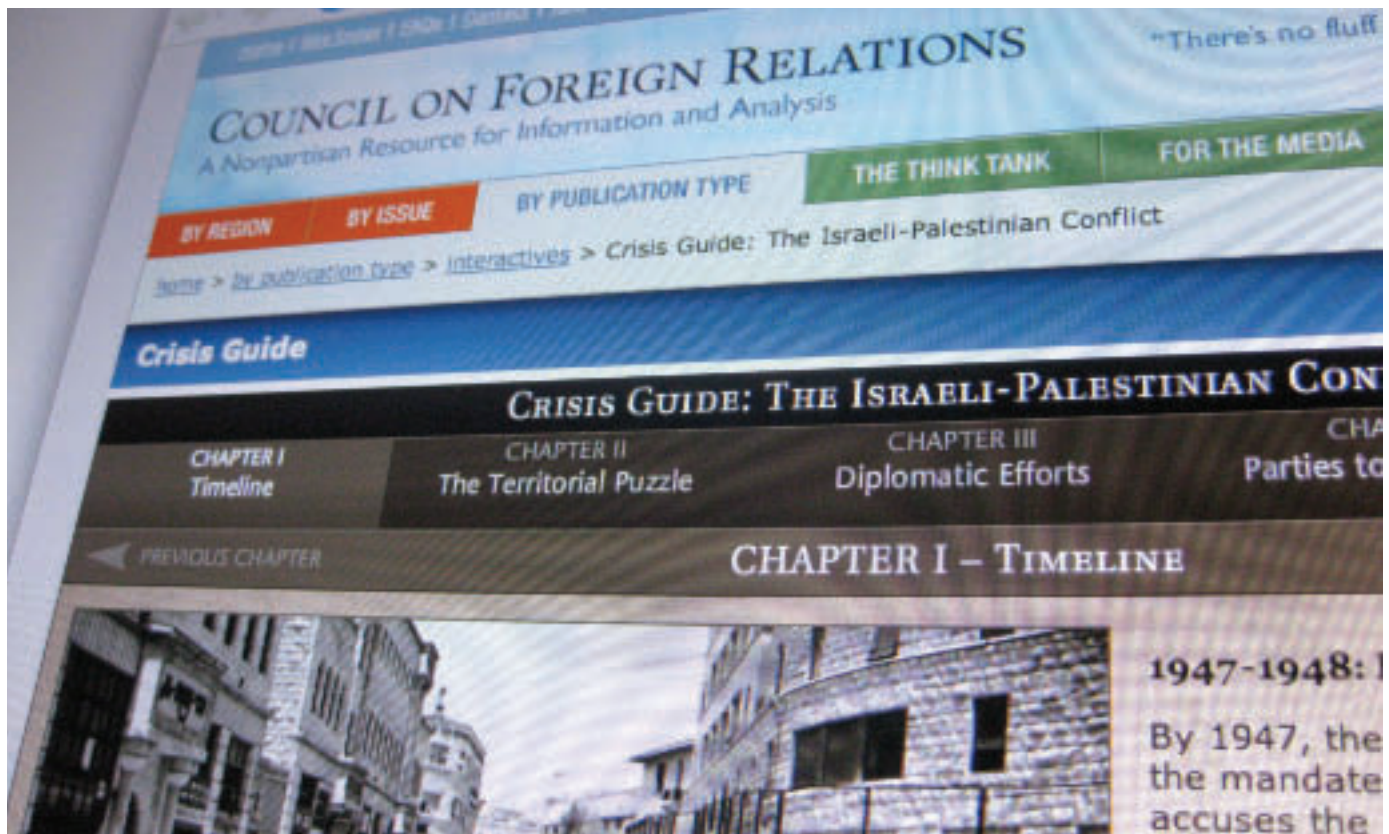 COUNCIL ON FOREIGN RELATIONS
"There's no fluff
A Nonpartisan Resource for Information and Analysis
BY REGION BY ISSUE BY PUBLICATION TYPE THE THINK TANK FOR THE MEDIA
home > by publication type > interactives > Crisis Guide: The Israeli-Palestinian Conflict
Crisis Guide
CRISIS GUIDE: THE ISRAELI-PALESTINIAN CON
CHAPTER I CHAPTER II CHAPTER III CHA
Timeline The Territorial Puzzle Diplomatic Efforts Parties to
PREVIOUS CHAPTER CHAPTER I – TIMELINE
1947-1948:
By 1947, the
the mandate
accuses the